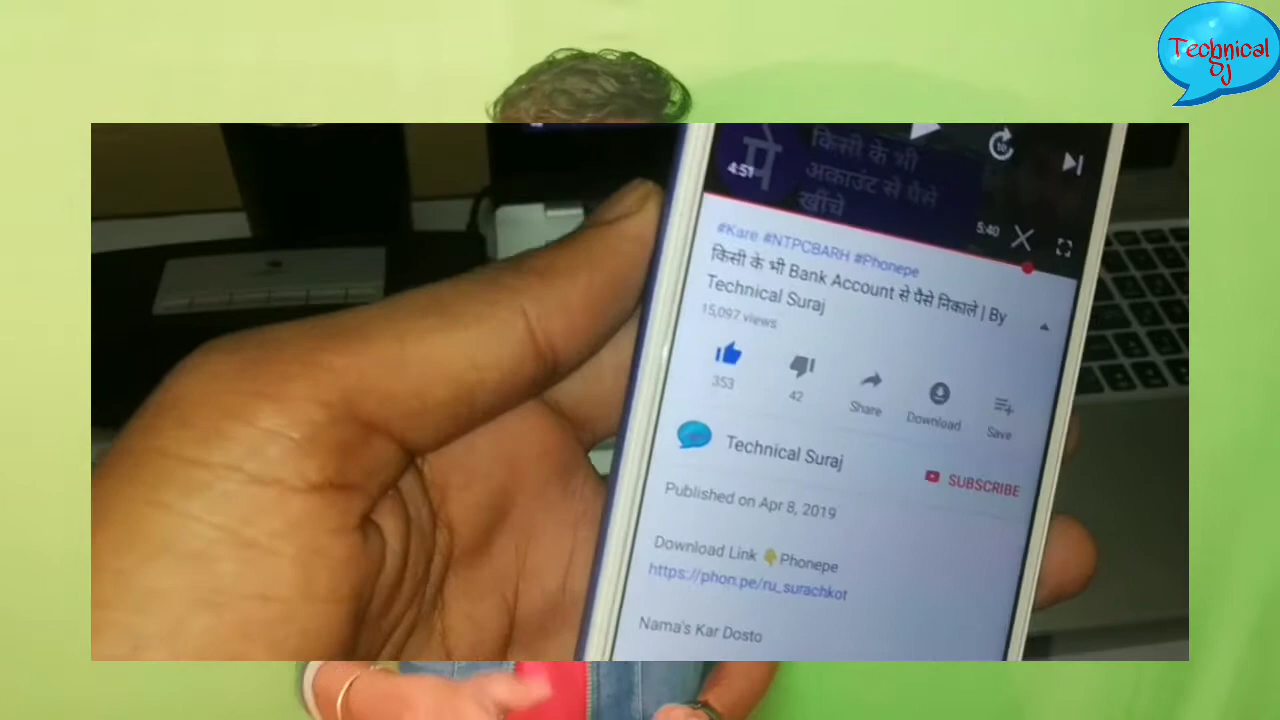 Technical
Sj
पे
किसी के भी
अकाउंट से पैसे
खींचे
10
4:51
5:40
#Kare #NTPCBARH #Phonepe
किसी के भी Bank Account से पैसे निकाले | By
Technical Suraj
15,097 views
353
42
Share
Download
Save
Technical Suraj
SUBSCRIBE
Published on Apr 8, 2019
Download Link 👇Phonepe
https://phon.pe/ru_surachkot
Nama's Kar Dosto